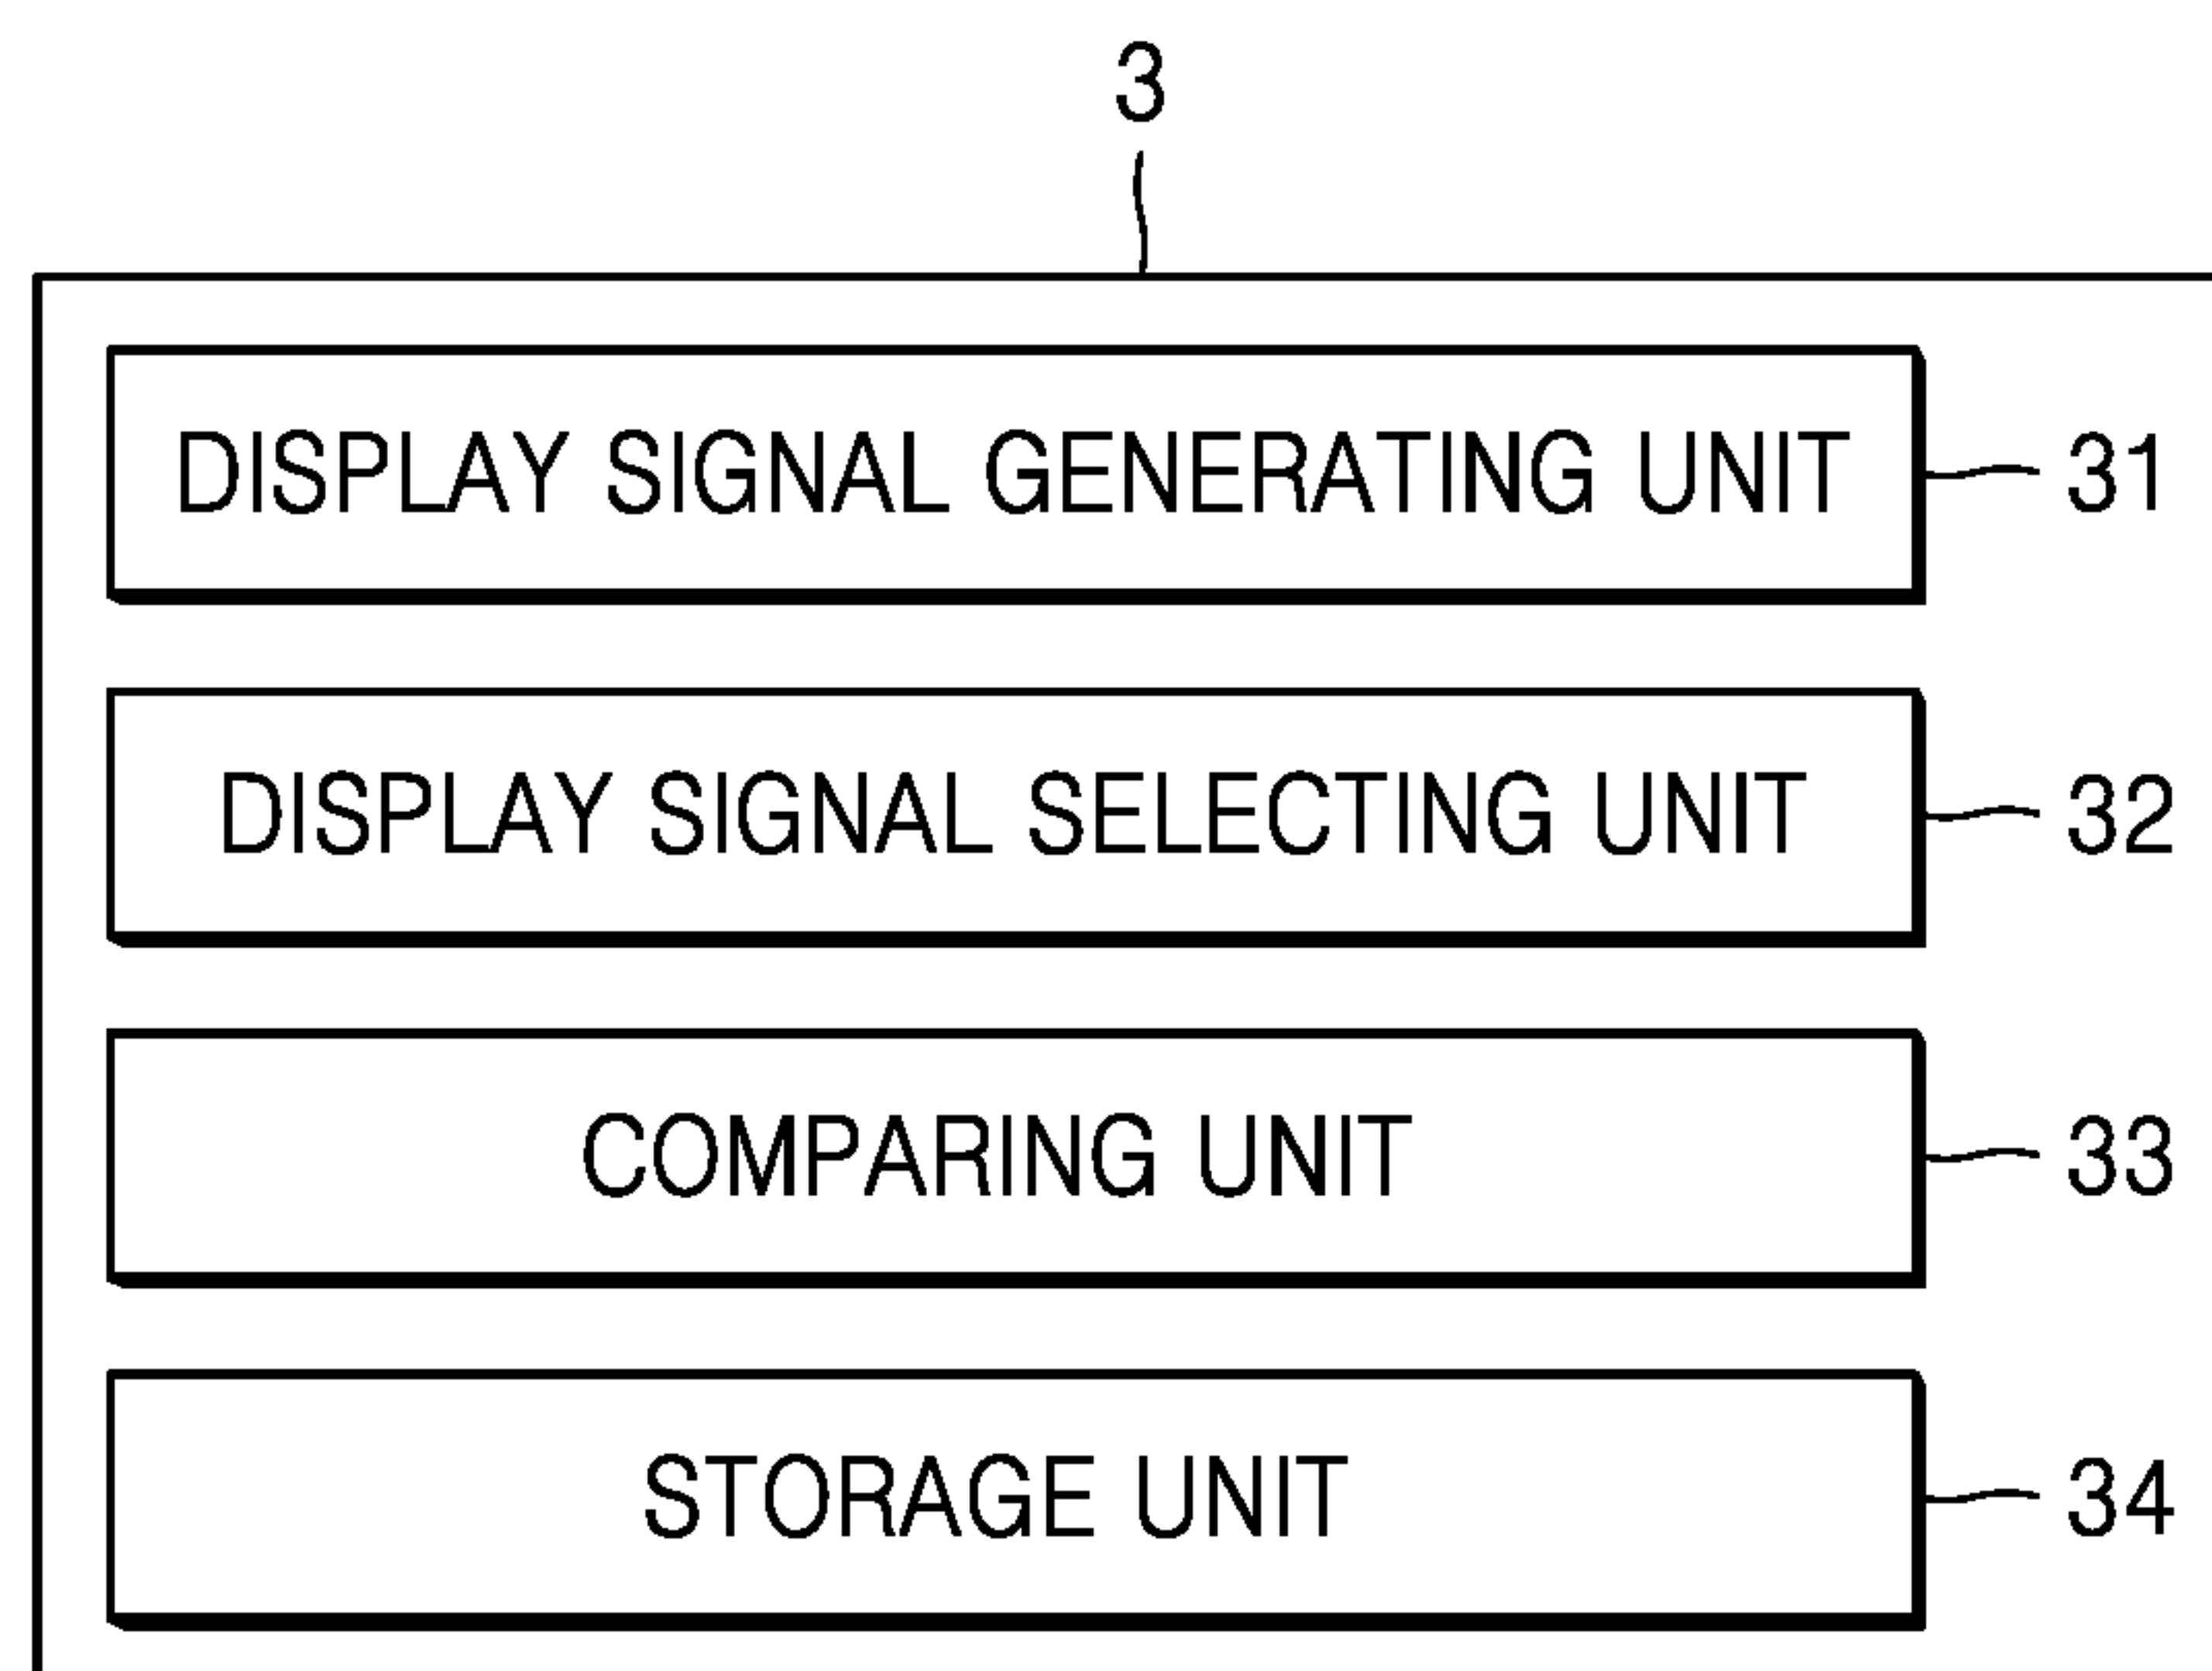 3
DISPLAY SIGNAL GENERATING UNIT 31
DISPLAY SIGNAL SELECTING UNIT 32
COMPARING UNIT 33
STORAGE UNIT 34